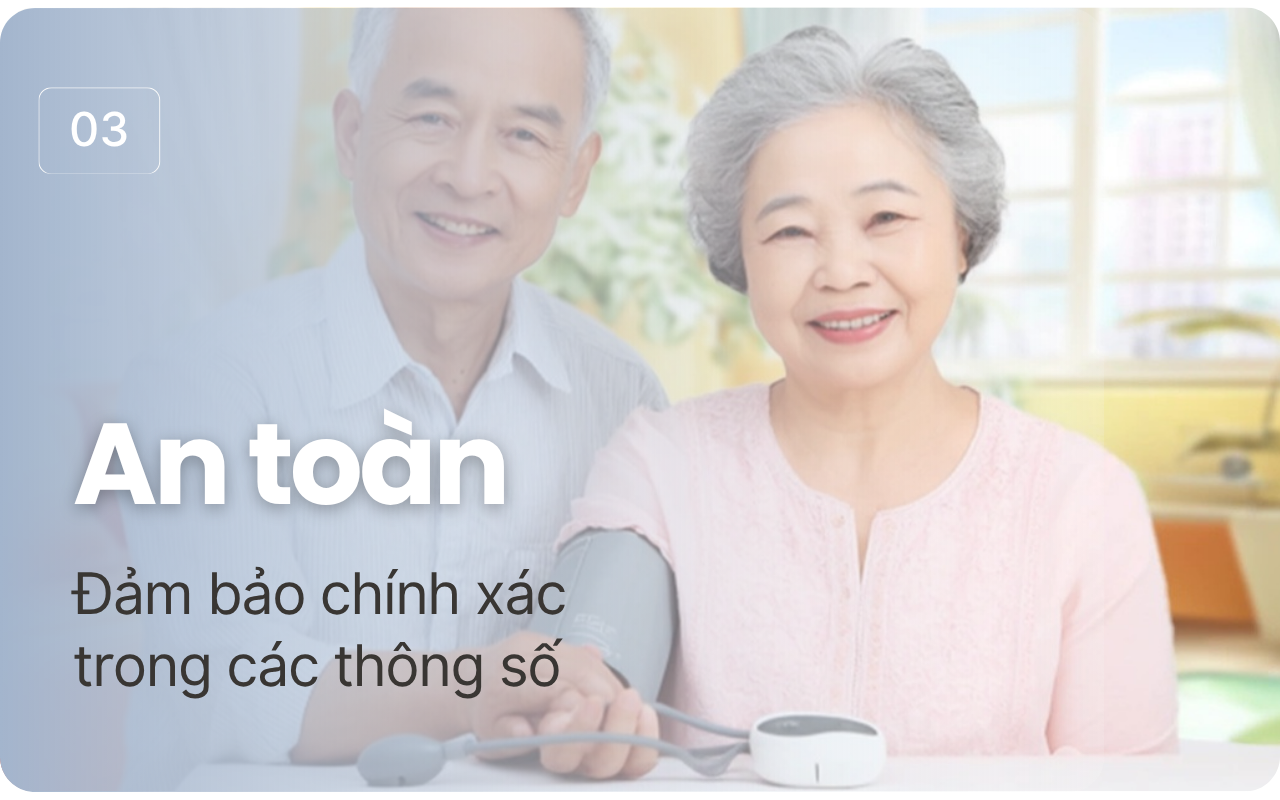 03
An toàn
Đảm bảo chính xác
trong các thông số